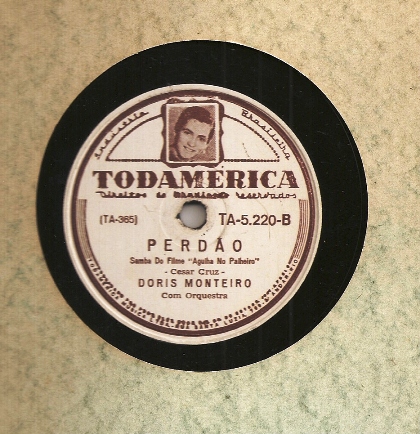 Industria Brasileira
TODAMERICA
Direitos de Gravação reservados
(TA-365)
TA-5.220-B
PERDÃO
Samba Do Filme "Agulha No Palheiro"
- Cesar Cruz -
DORIS MONTEIRO
Com Orquestra